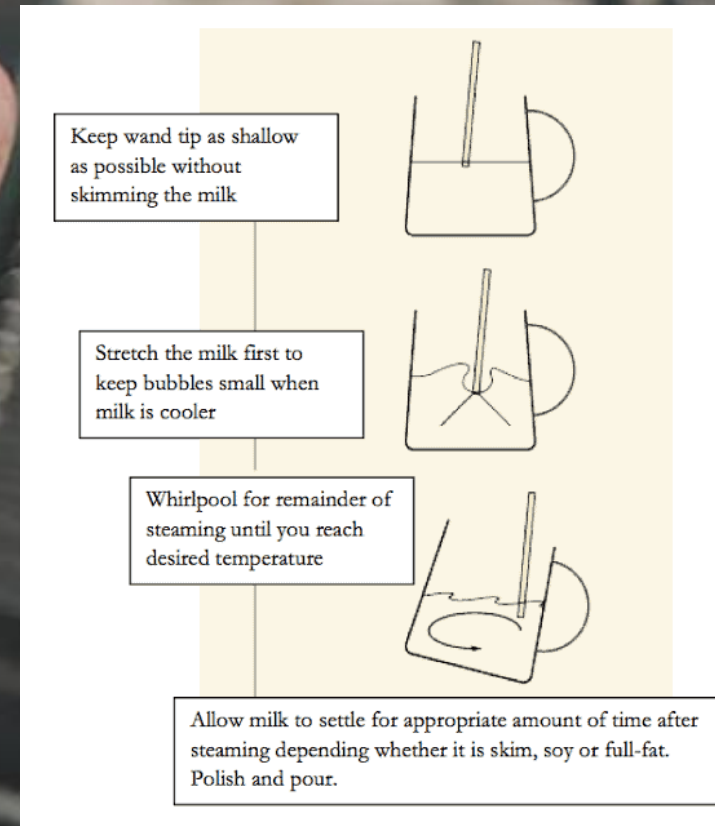 Keep wand tip as shallow
as possible without
skimming the milk
Stretch the milk first to
keep bubbles small when
milk is cooler
Whirlpool for remainder of
steaming until you reach
desired temperature
Allow milk to settle for appropriate amount of time after
steaming depending whether it is skim, soy or full-fat.
Polish and pour.